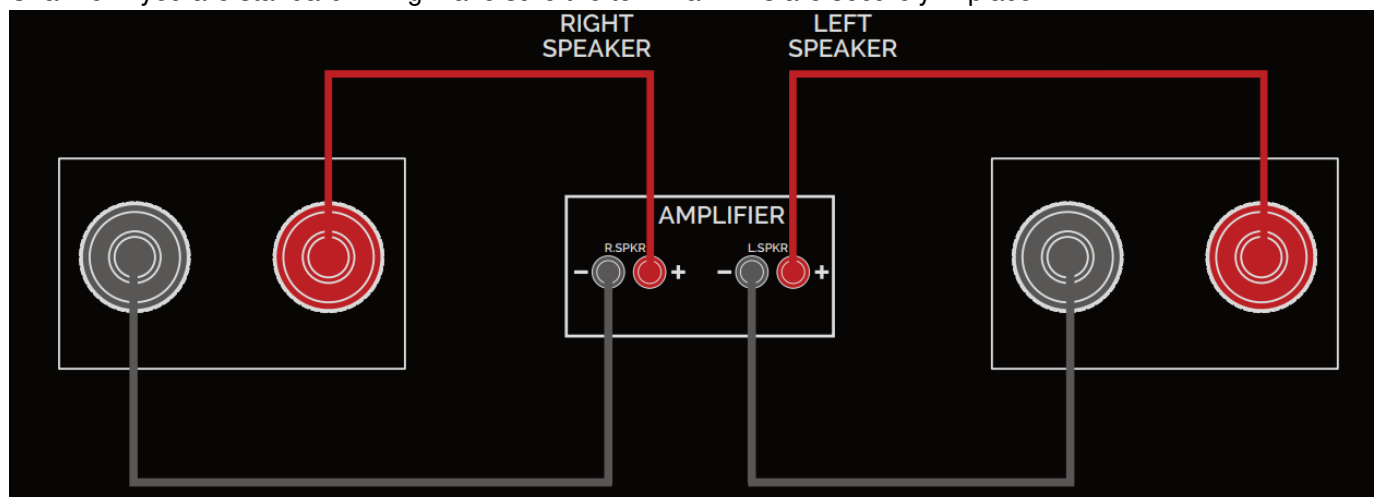 RIGHT
SPEAKER
LEFT
SPEAKER
AMPLIFIER
R.SPKR
L.SPKR
− +
− +